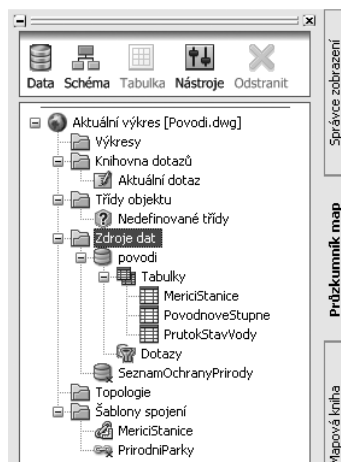 Data Schéma Tabulka Nástroje Odstranit
Aktuální výkres [Povodi.dwg]
Výkresy
Knihovna dotazů
Aktuální dotaz
Třídy objektu
Nedefinované třídy
Zdroje dat
povodi
Tabulky
MericiStanice
PovodnoveStupne
PrutokStavVody
Dotazy
SeznamOchranyPrirody
Topologie
Šablony spojení
MericiStanice
PrirodniParky
Správce zobrazení
Průzkumník map
Mapová kniha